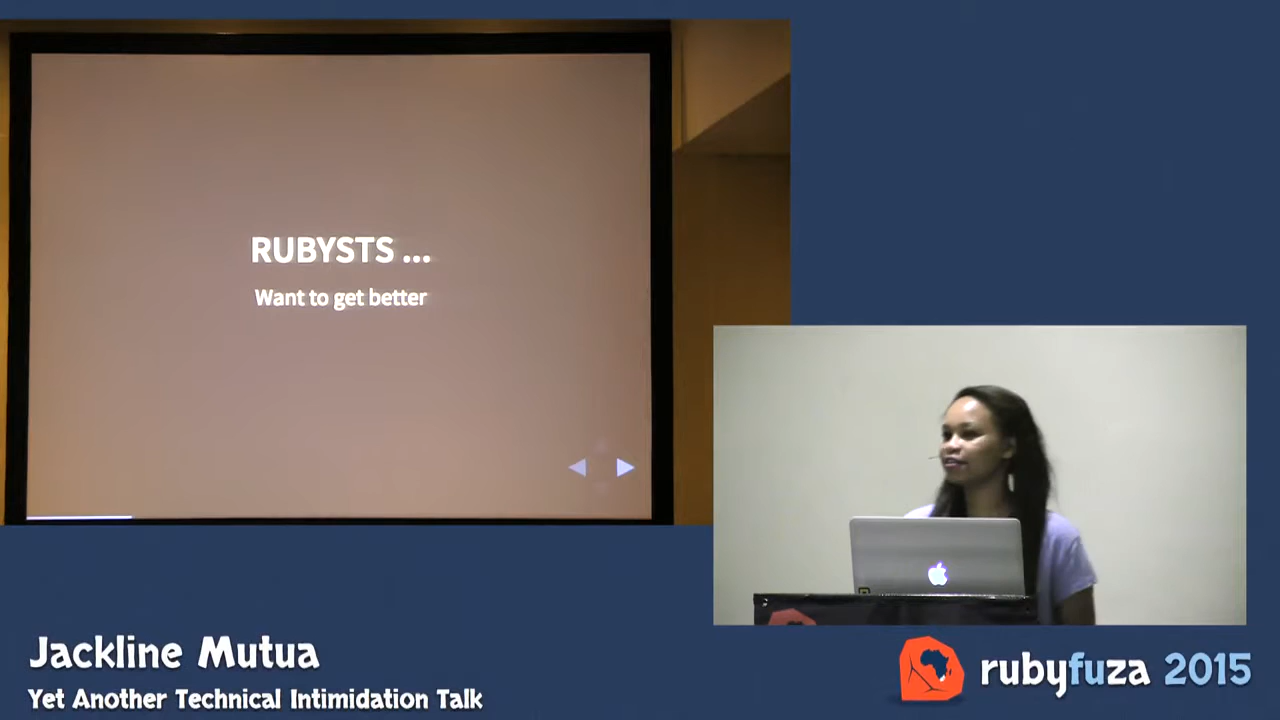 RUBYSTS ...
Want to get better
Jackline Mutua
Yet Another Technical Intimidation Talk
rubyfuza 2015